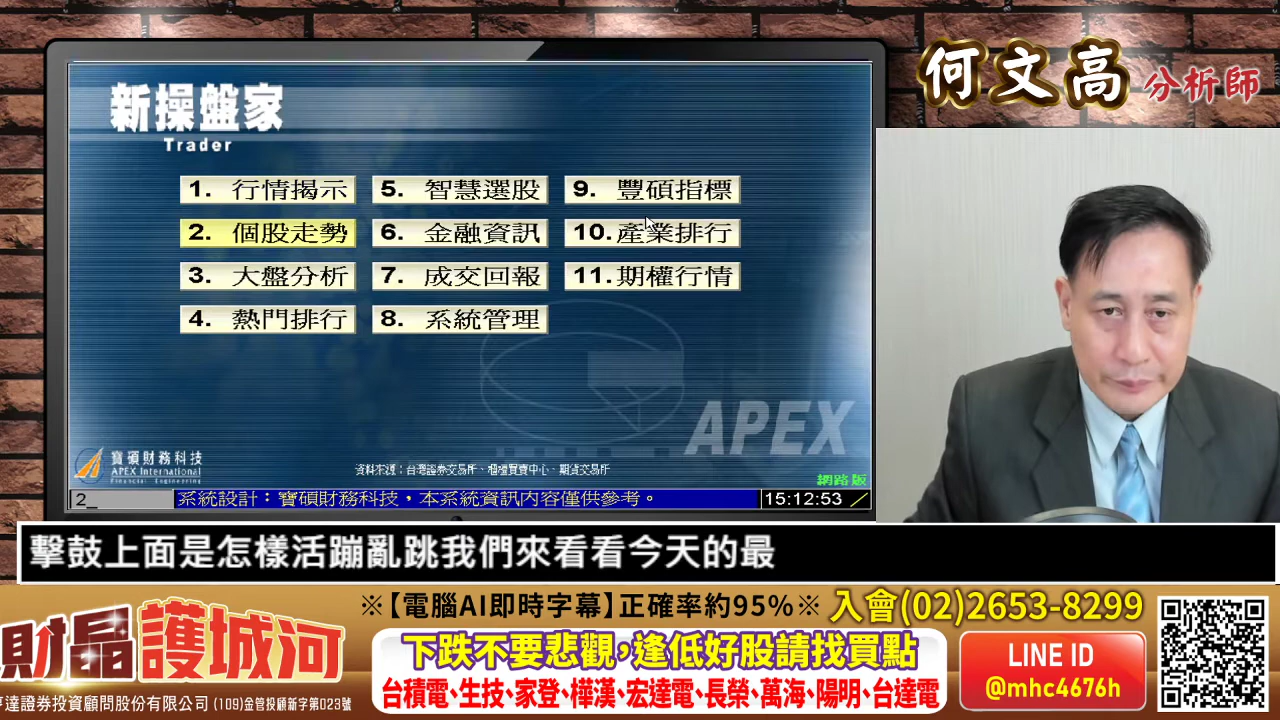 何文高 分析師
新操盤家
Trader
1. 行情揭示
2. 個股走勢
3. 大盤分析
4. 熱門排行
5. 智慧選股
6. 金融資訊
7. 成交回報
8. 系統管理
9. 豐碩指標
10. 產業排行
11. 期權行情
APEX
寶碩財務科技
APEX International
Financial Engineering
資料來源：台灣證券交易所、櫃檯買賣中心、期貨交易所
網路版
2_
系統設計：寶碩財務科技，本系統資訊內容僅供參考。
15:12:53
擊鼓上面是怎樣活蹦亂跳我們來看看今天的最
※【電腦AI即時字幕】正確率約95%※
入會(02)2653-8299
財晶護城河
下跌不要悲觀，逢低好股請找買點
台積電、生技、家登、樺漢、宏達電、長榮、萬海、陽明、台達電
LINE ID
@mhc4676h
亨達證券投資顧問股份有限公司 (109)金管投顧新字第028號